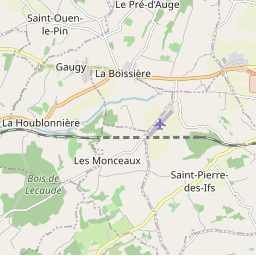 Le Pré-d'Auge
Saint-Ouen-
le-Pin
Gaugy
La Boissière
La Houblonnière
Les Monceaux
Bois de
Lecaude
Saint-Pierre-
des-Ifs